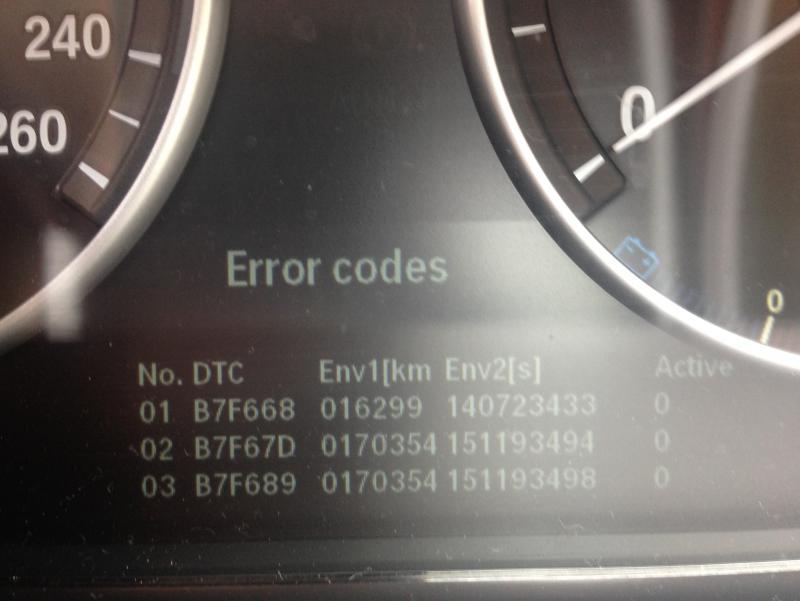 240
260
0
0
Error codes
No. DTC Env1[km Env2[s] Active
01 B7F668 016299 140723433 0
02 B7F67D 0170354 151193494 0
03 B7F689 0170354 151193498 0